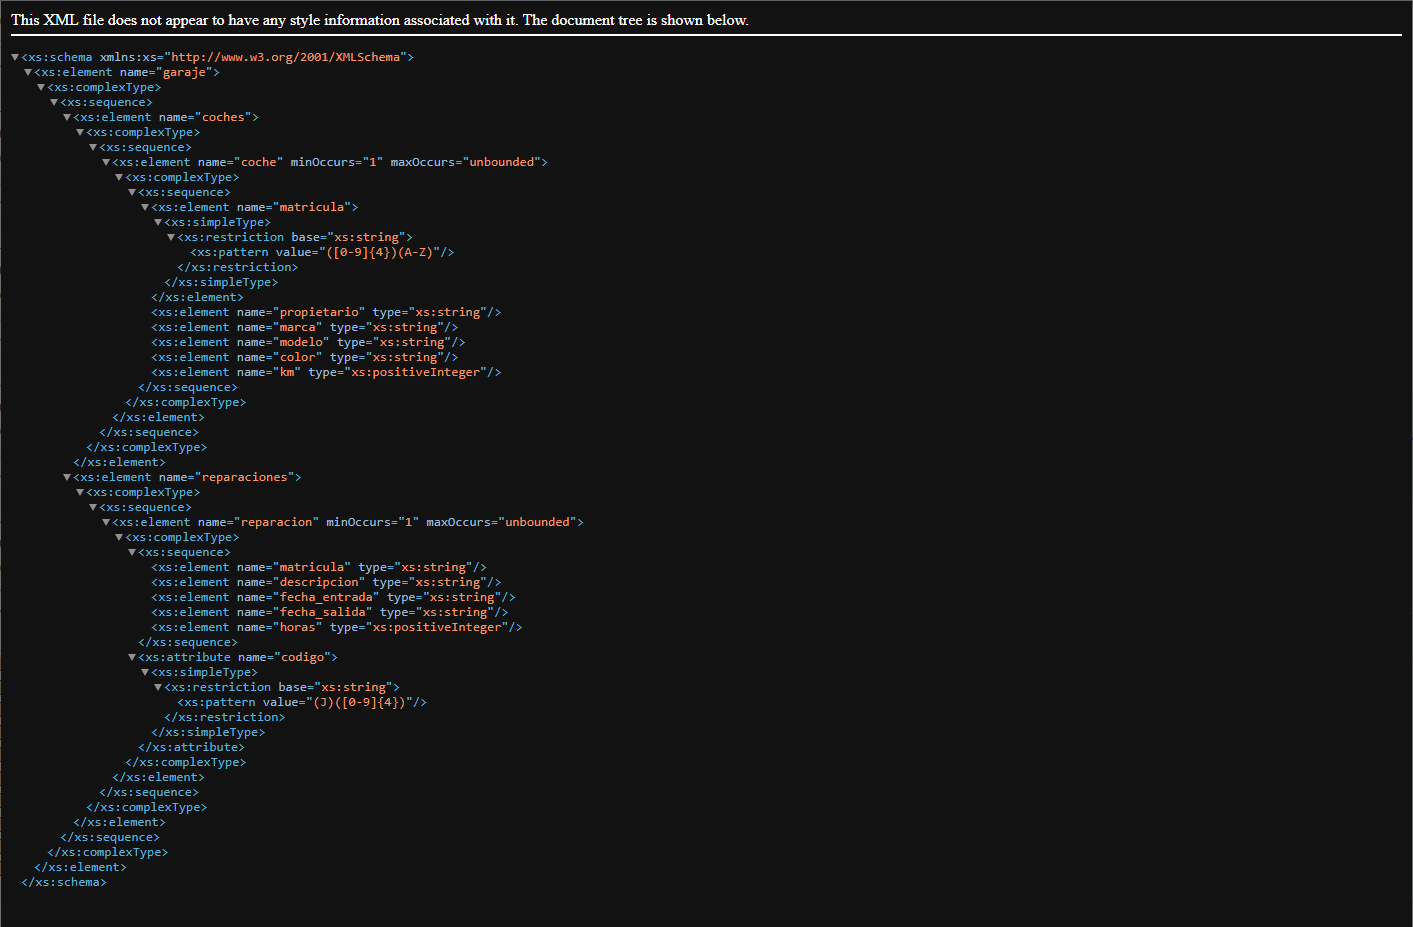 This XML file does not appear to have any style information associated with it. The document tree is shown below.
▼<xs:schema xmlns:xs="http://www.w3.org/2001/XMLSchema">
▼<xs:element name="garaje">
▼<xs:complexType>
▼<xs:sequence>
▼<xs:element name="coches">
▼<xs:complexType>
▼<xs:sequence>
▼<xs:element name="coche" minOccurs="1" maxOccurs="unbounded">
▼<xs:complexType>
▼<xs:sequence>
▼<xs:element name="matricula">
▼<xs:simpleType>
▼<xs:restriction base="xs:string">
<xs:pattern value="([0-9]{4})(A-Z)"/>
</xs:restriction>
</xs:simpleType>
</xs:element>
<xs:element name="propietario" type="xs:string"/>
<xs:element name="marca" type="xs:string"/>
<xs:element name="modelo" type="xs:string"/>
<xs:element name="color" type="xs:string"/>
<xs:element name="km" type="xs:positiveInteger"/>
</xs:sequence>
</xs:complexType>
</xs:element>
</xs:sequence>
</xs:complexType>
</xs:element>
▼<xs:element name="reparaciones">
▼<xs:complexType>
▼<xs:sequence>
▼<xs:element name="reparacion" minOccurs="1" maxOccurs="unbounded">
▼<xs:complexType>
▼<xs:sequence>
<xs:element name="matricula" type="xs:string"/>
<xs:element name="descripcion" type="xs:string"/>
<xs:element name="fecha_entrada" type="xs:string"/>
<xs:element name="fecha_salida" type="xs:string"/>
<xs:element name="horas" type="xs:positiveInteger"/>
</xs:sequence>
▼<xs:attribute name="codigo">
▼<xs:simpleType>
▼<xs:restriction base="xs:string">
<xs:pattern value="(J)([0-9]{4})"/>
</xs:restriction>
</xs:simpleType>
</xs:attribute>
</xs:complexType>
</xs:element>
</xs:sequence>
</xs:complexType>
</xs:element>
</xs:sequence>
</xs:complexType>
</xs:element>
</xs:schema>